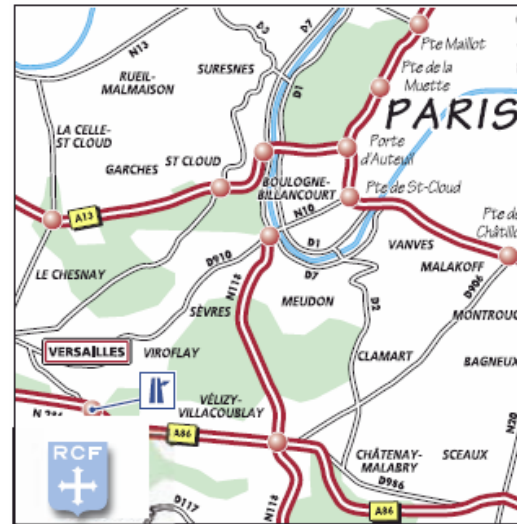 N13
D3
D7
Pte Maillot
SURESNES
RUEIL-
MALMAISON
D1
Pte de la
Muette
PARIS
LA CELLE-
ST CLOUD
ST CLOUD
GARCHES
Porte
d'Auteuil
BOULOGNE-
BILLANCOURT
Pte de St-Cloud
A13
N10
Pte de
Châtill
D1
VANVES
D910
LE CHESNAY
D7
MALAKOFF
N118
D906
SÈVRES
MEUDON
D2
MONTROUG
VERSAILLES
VIROFLAY
CLAMART
BAGNEUX
VÉLIZY-
VILLACOUBLAY
A86
N20
RCF
CHÂTENAY-
MALABRY
SCEAUX
D986
D117
N118
A86